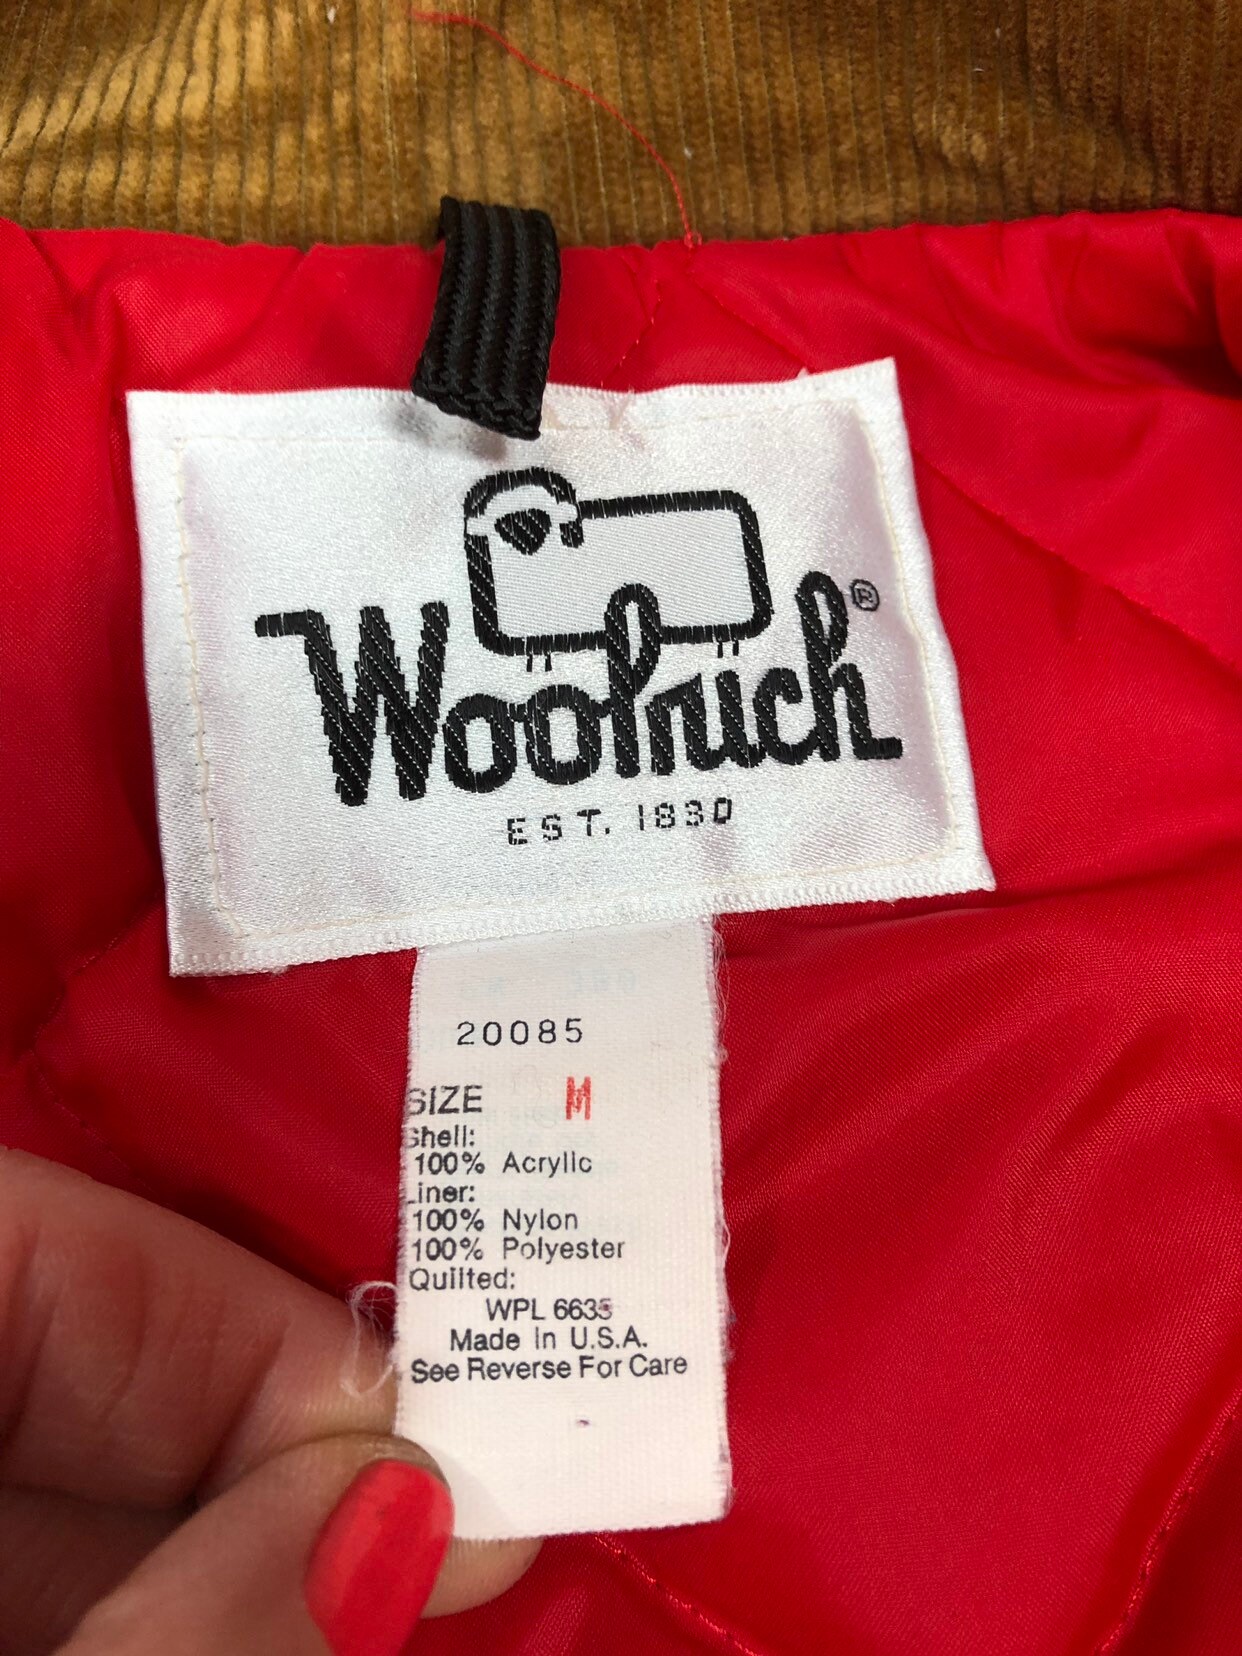 Woolrich®
EST. 1830
20085
SIZE M
Shell:
100% Acrylic
Liner:
100% Nylon
100% Polyester
Quilted:
WPL 6635
Made in U.S.A.
See Reverse For Care